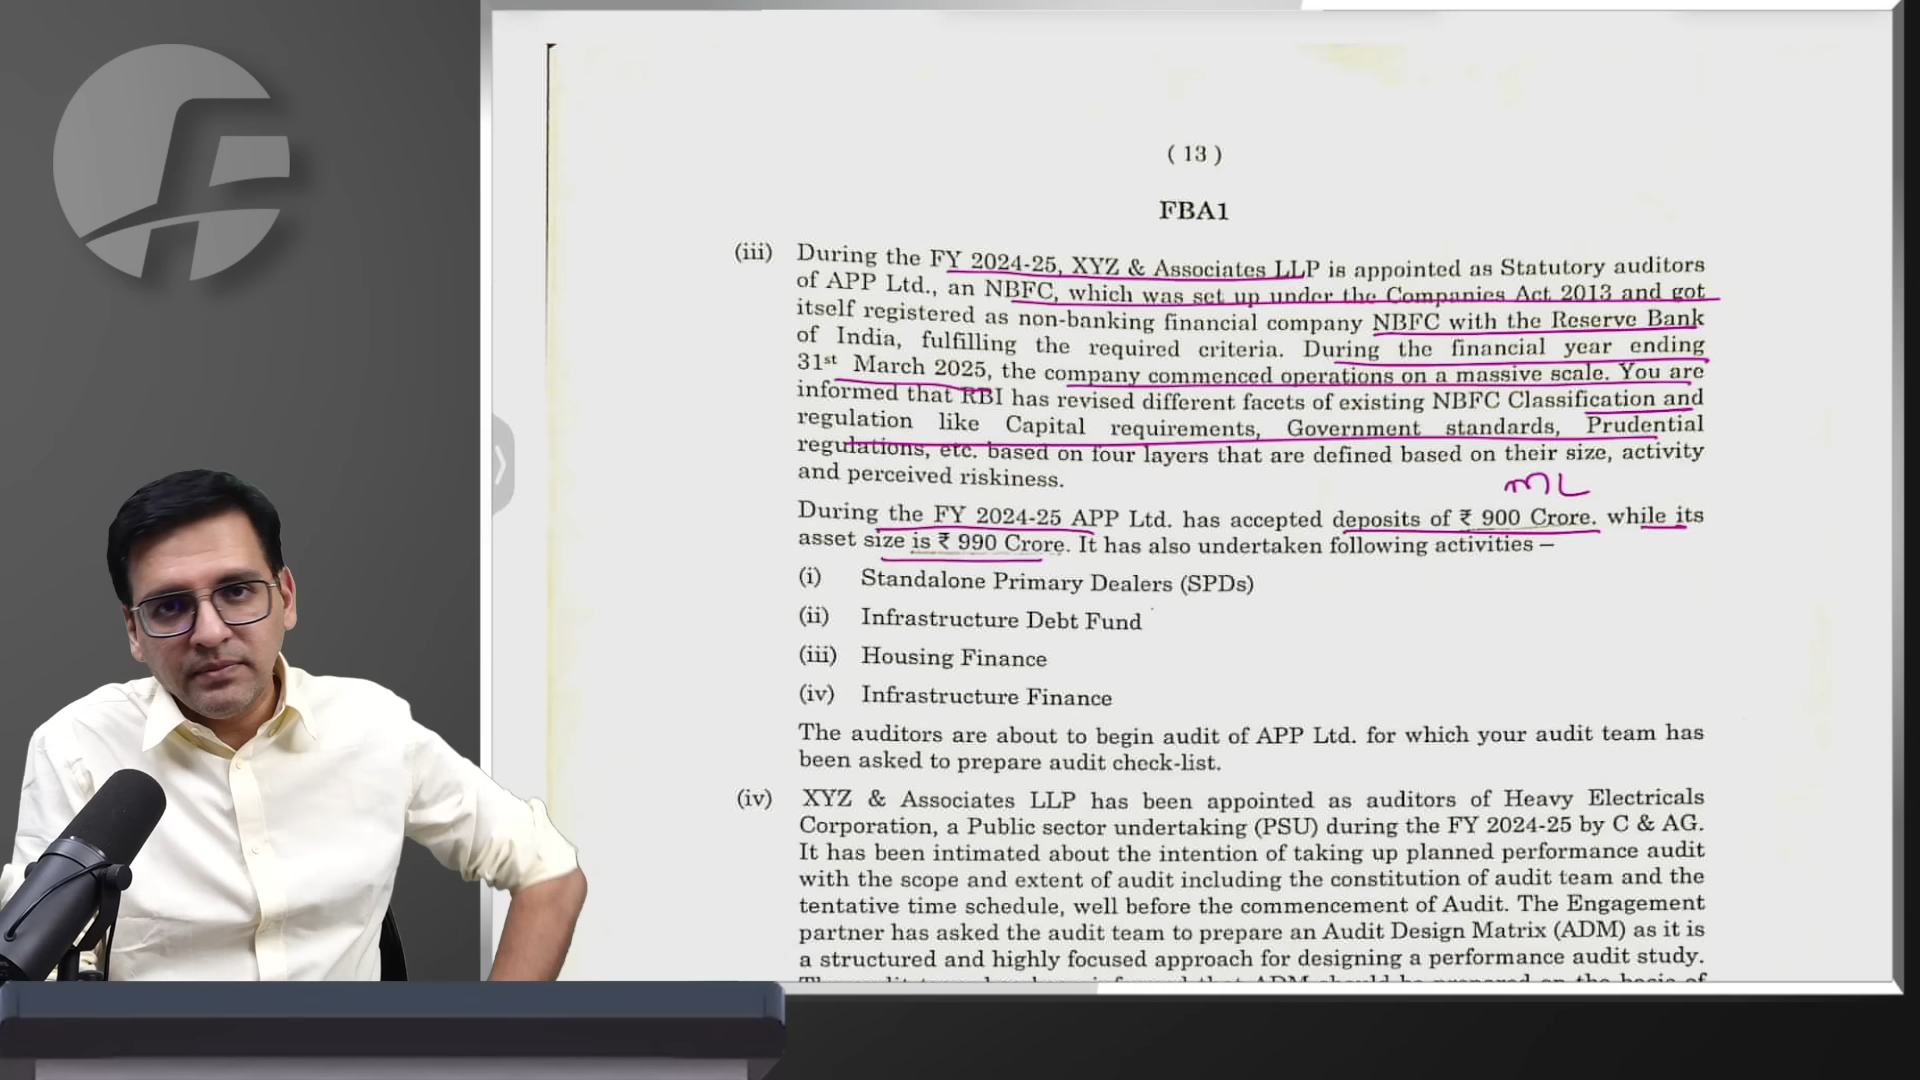 ( 13 )
FBA1
(iii) During the FY 2024-25, XYZ & Associates LLP is appointed as Statutory auditors
of APP Ltd., an NBFC, which was set up under the Companies Act 2013 and got
itself registered as non-banking financial company NBFC with the Reserve Bank
of India, fulfilling the required criteria. During the financial year ending
31st March 2025, the company commenced operations on a massive scale. You are
informed that RBI has revised different facets of existing NBFC Classification and
regulation like Capital requirements, Government standards, Prudential
regulations, etc. based on four layers that are defined based on their size, activity
and perceived riskiness.
ML
During the FY 2024-25 APP Ltd. has accepted deposits of ₹ 900 Crore. while its
asset size is ₹ 990 Crore. It has also undertaken following activities –
(i) Standalone Primary Dealers (SPDs)
(ii) Infrastructure Debt Fund
(iii) Housing Finance
(iv) Infrastructure Finance
The auditors are about to begin audit of APP Ltd. for which your audit team has
been asked to prepare audit check-list.
(iv) XYZ & Associates LLP has been appointed as auditors of Heavy Electricals
Corporation, a Public sector undertaking (PSU) during the FY 2024-25 by C & AG.
It has been intimated about the intention of taking up planned performance audit
with the scope and extent of audit including the constitution of audit team and the
tentative time schedule, well before the commencement of Audit. The Engagement
partner has asked the audit team to prepare an Audit Design Matrix (ADM) as it is
a structured and highly focused approach for designing a performance audit study.